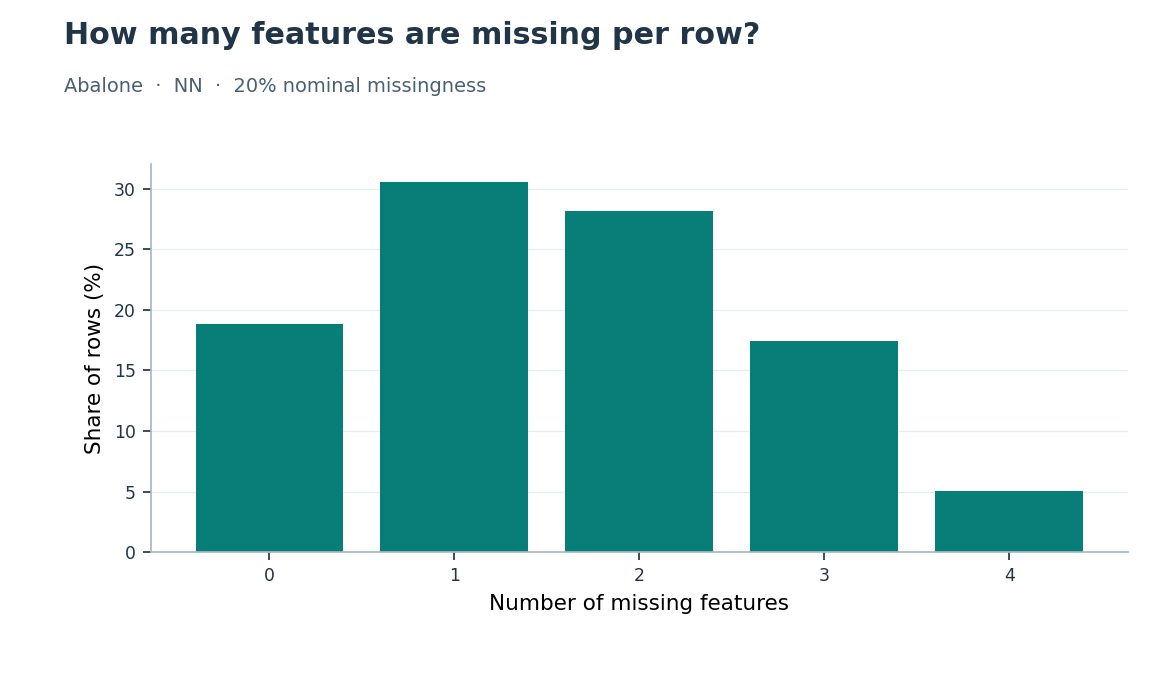 How many features are missing per row?
Abalone · NN · 20% nominal missingness
Share of rows (%)
30
25
20
15
10
5
0
0 1 2 3 4
Number of missing features